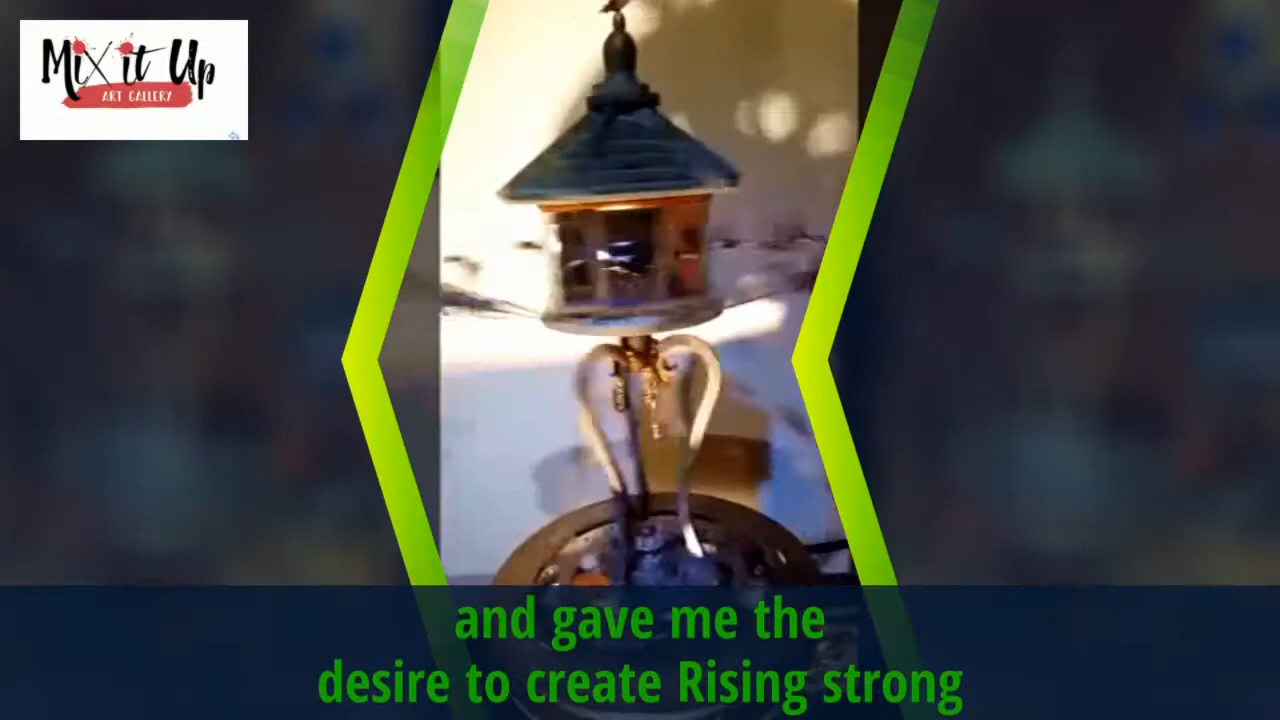 Mix it Up
ART GALLERY
and gave me the
desire to create Rising strong